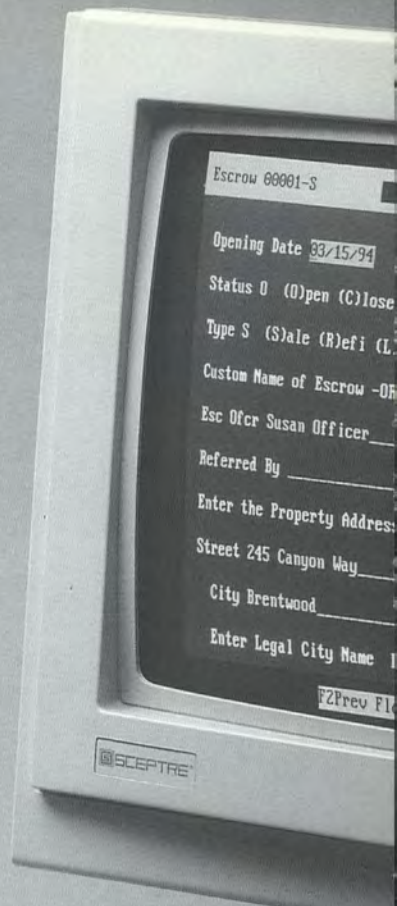 Escrow 00001-S
Opening Date 03/15/94
Status O (O)pen (C)lose
Type S (S)ale (R)efi (L
Custom Name of Escrow -OR
Esc Ofcr Susan Officer
Referred By
Enter the Property Address
Street 245 Canyon Way
City Brentwood
Enter Legal City Name
F2Prev
SCEPTRE